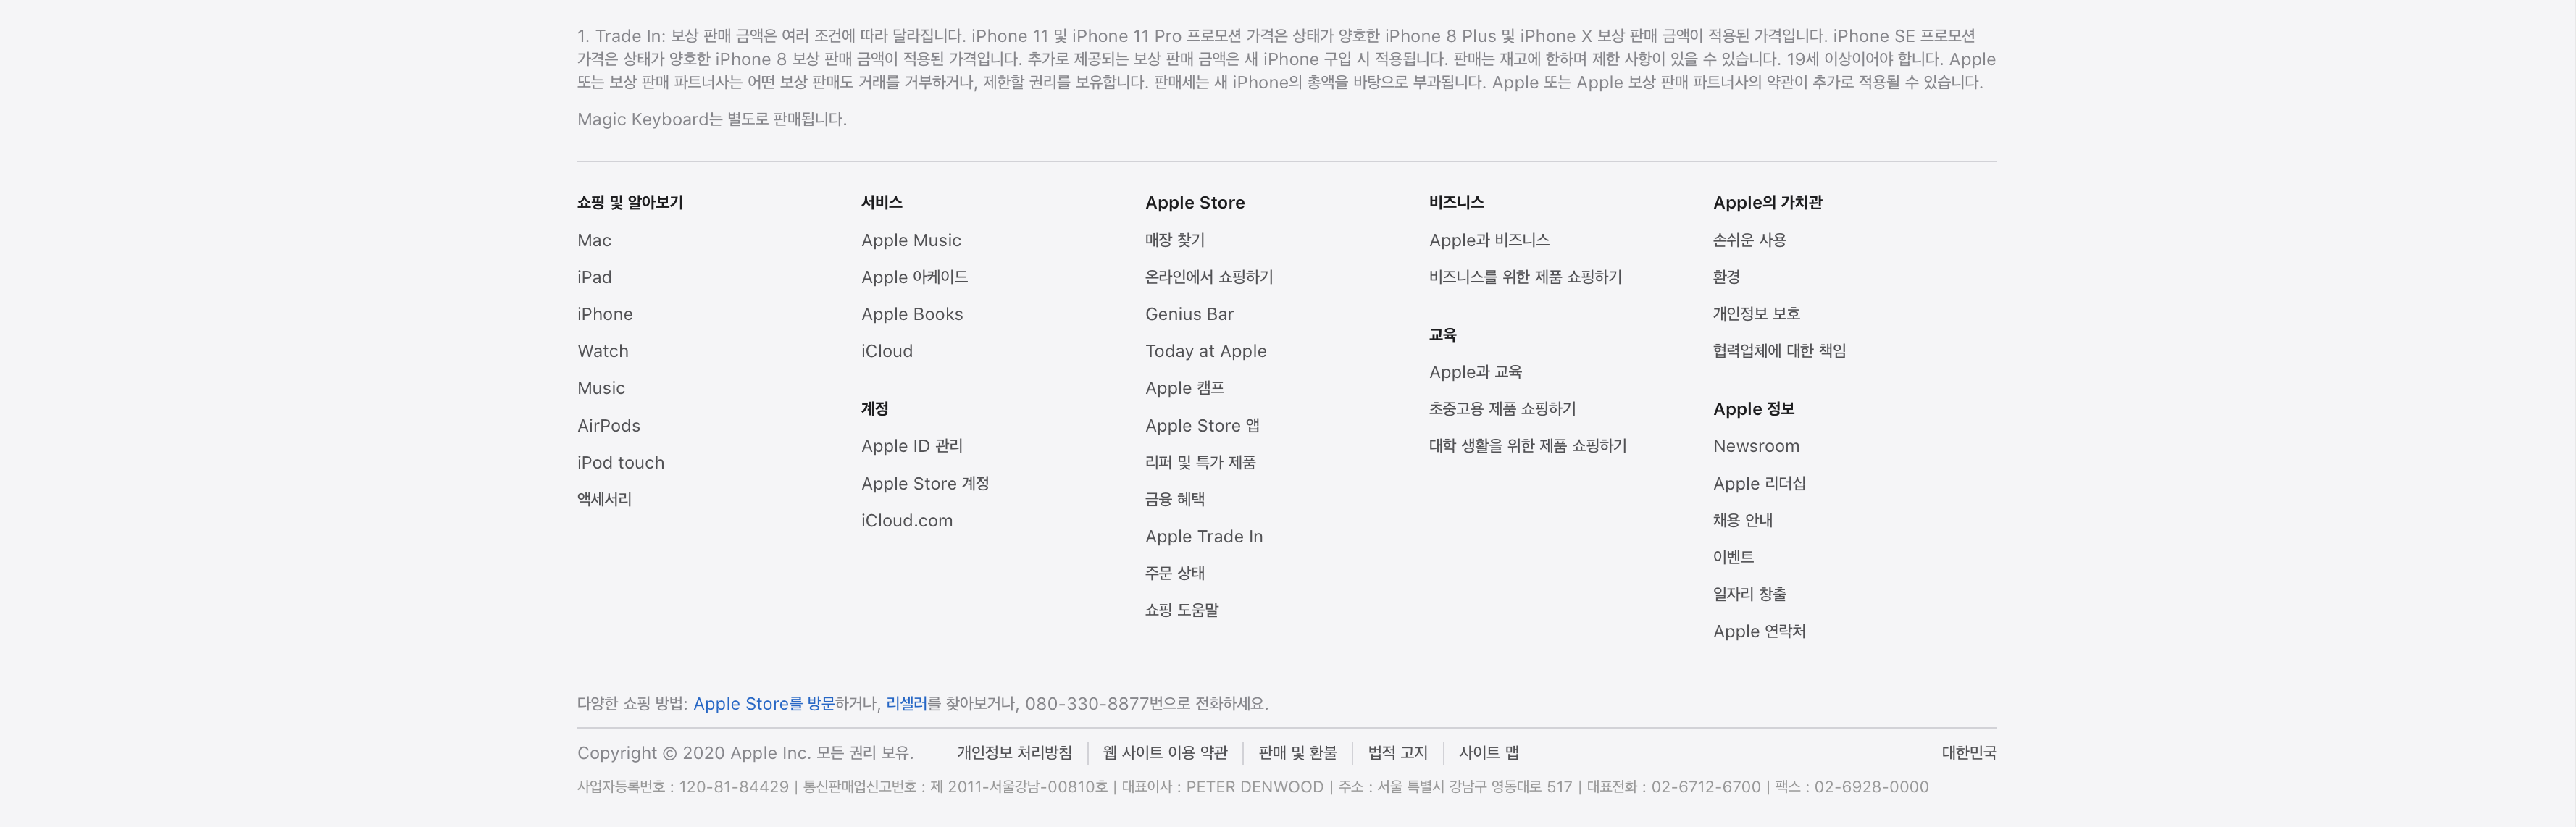 1. Trade In: 보상 판매 금액은 여러 조건에 따라 달라집니다. iPhone 11 및 iPhone 11 Pro 프로모션 가격은 상태가 양호한 iPhone 8 Plus 및 iPhone X 보상 판매 금액이 적용된 가격입니다. iPhone SE 프로모션
가격은 상태가 양호한 iPhone 8 보상 판매 금액이 적용된 가격입니다. 추가로 제공되는 보상 판매 금액은 새 iPhone 구입 시 적용됩니다. 판매는 재고에 한하며 제한 사항이 있을 수 있습니다. 19세 이상이어야 합니다. Apple
또는 보상 판매 파트너사는 어떤 보상 판매도 거래를 거부하거나, 제한할 권리를 보유합니다. 판매세는 새 iPhone의 총액을 바탕으로 부과됩니다. Apple 또는 Apple 보상 판매 파트너사의 약관이 추가로 적용될 수 있습니다.
Magic Keyboard는 별도로 판매됩니다.
쇼핑 및 알아보기
Mac
iPad
iPhone
Watch
Music
AirPods
iPod touch
액세서리
서비스
Apple Music
Apple 아케이드
Apple Books
iCloud
계정
Apple ID 관리
Apple Store 계정
iCloud.com
Apple Store
매장 찾기
온라인에서 쇼핑하기
Genius Bar
Today at Apple
Apple 캠프
Apple Store 앱
리퍼 및 특가 제품
금융 혜택
Apple Trade In
주문 상태
쇼핑 도움말
비즈니스
Apple과 비즈니스
비즈니스를 위한 제품 쇼핑하기
교육
Apple과 교육
초중고용 제품 쇼핑하기
대학 생활을 위한 제품 쇼핑하기
Apple의 가치관
손쉬운 사용
환경
개인정보 보호
협력업체에 대한 책임
Apple 정보
Newsroom
Apple 리더십
채용 안내
이벤트
일자리 창출
Apple 연락처
다양한 쇼핑 방법: Apple Store를 방문하거나, 리셀러를 찾아보거나, 080-330-8877번으로 전화하세요.
Copyright © 2020 Apple Inc. 모든 권리 보유. 개인정보 처리방침 웹 사이트 이용 약관 판매 및 환불 법적 고지 사이트 맵 대한민국
사업자등록번호 : 120-81-84429 | 통신판매업신고번호 : 제 2011-서울강남-00810호 | 대표이사 : PETER DENWOOD | 주소 : 서울 특별시 강남구 영동대로 517 | 대표전화 : 02-6712-6700 | 팩스 : 02-6928-0000